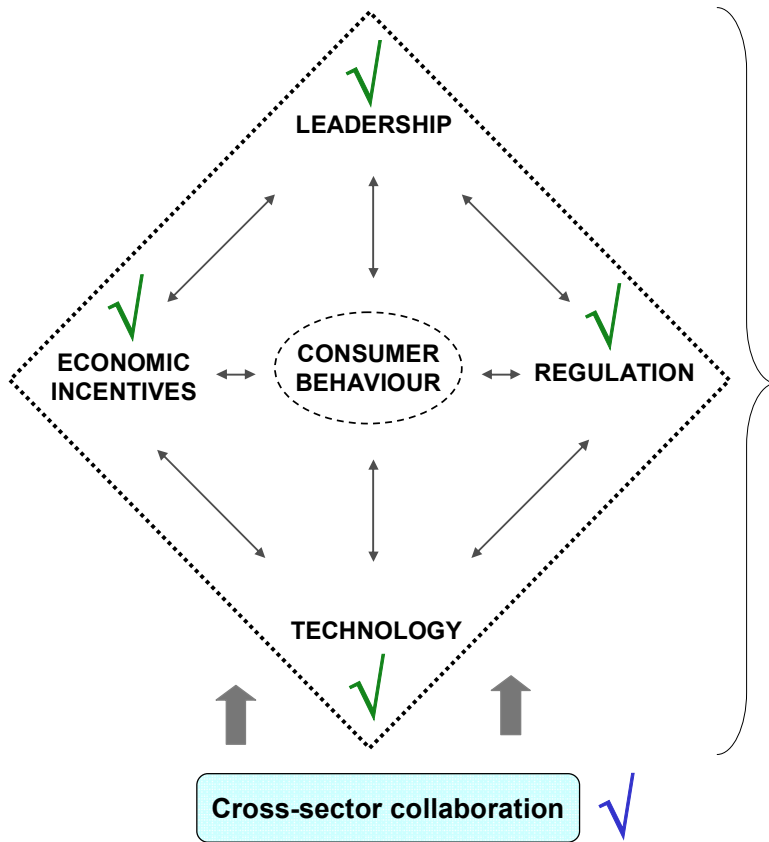 LEADERSHIP
ECONOMIC
INCENTIVES
CONSUMER
BEHAVIOUR
REGULATION
TECHNOLOGY
Cross-sector collaboration